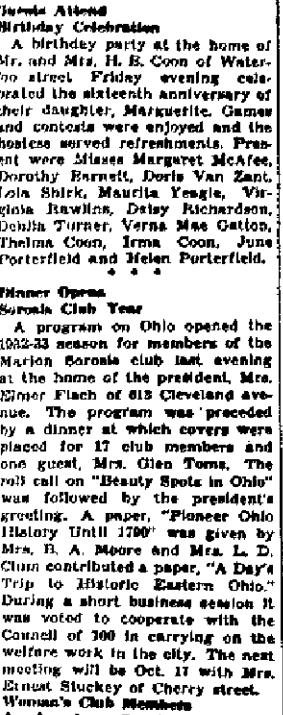 Guests Attend
Birthday Celebration
A birthday party at the home of
Mr. and Mrs. H. B. Coon of Water-
loo street Friday evening cele-
brated the sixteenth anniversary of
their daughter, Marguerite. Games
and contests were enjoyed and the
hostess served refreshments. Pres-
ent were Misses Margaret McAfee,
Dorothy Barnett, Doris Van Zant,
Lola Shirk, Maurita Yeagle, Vir-
ginia Rawlins, Daisy Richardson,
Turner, Verna Mae Gatton,
Thelma Coon, Irma Coon, June
Porterfield and Helen Porterfield.
* * *
Dinner Opens
Sorosis Club Year
A program on Ohio opened the
1932-33 season for members of the
Marion Sorosis club last evening
at the home of the president, Mrs.
Elmer Flach of 613 Cleveland ave-
nue. The program was preceded
by a dinner at which covers were
placed for 17 club members and
one guest, Mrs. Glen Toms. The
roll call on "Beauty Spots in Ohio"
was followed by the president's
greeting. A paper, "Pioneer Ohio
History Until 1790" was given by
Mrs. B. A. Moore and Mrs. L. D.
Clum contributed a paper, "A Day's
Trip to Historic Eastern Ohio."
During a short business session it
was voted to cooperate with the
Council of 100 in carrying on the
welfare work in the city. The next
meeting will be Oct. 17 with Mrs.
Ernest Stuckey of Cherry street.
Woman's Club Members